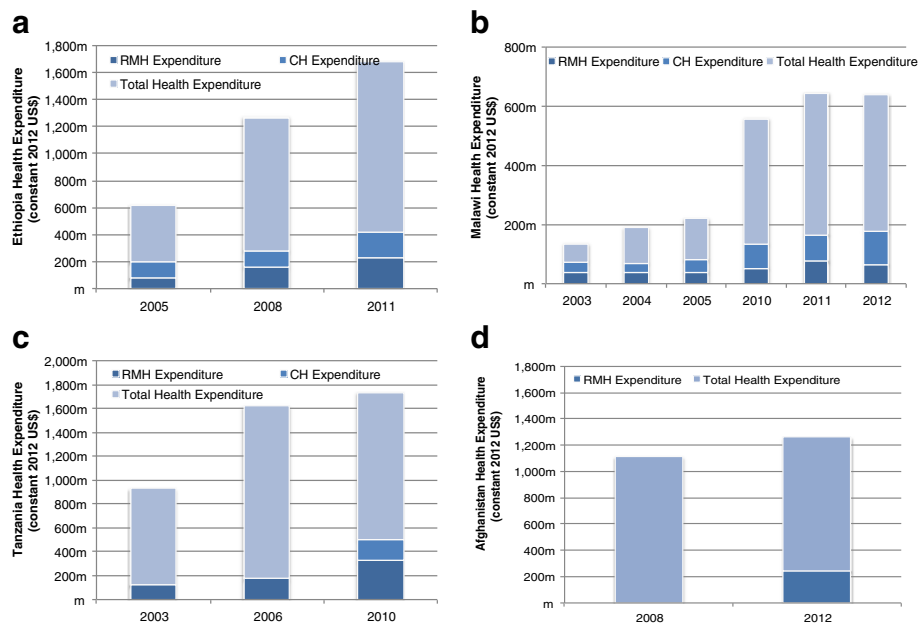 a
Ethiopia Health Expenditure
(constant 2012 US$)
1,800m
1,600m
1,400m
1,200m
1,000m
800m
600m
400m
200m
m
RMH Expenditure
CH Expenditure
Total Health Expenditure
2005
2008
2011
b
Malawi Health Expenditure
(constant 2012 US$)
800m
600m
400m
200m
m
RMH Expenditure
CH Expenditure
Total Health Expenditure
2003
2004
2005
2010
2011
2012
c
Tanzania Health Expenditure
(constant 2012 US$)
2,000m
1,800m
1,600m
1,400m
1,200m
1,000m
800m
600m
400m
200m
m
RMH Expenditure
CH Expenditure
Total Health Expenditure
2003
2006
2010
d
Afghanistan Health Expenditure
(constant 2012 US$)
1,800m
1,600m
1,400m
1,200m
1,000m
800m
600m
400m
200m
m
RMH Expenditure
Total Health Expenditure
2008
2012